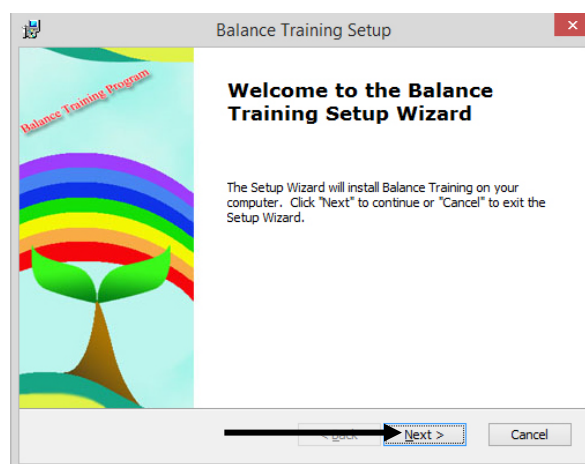 Balance Training Setup
Balance Training Program
Welcome to the Balance
Training Setup Wizard
The Setup Wizard will install Balance Training on your
computer. Click "Next" to continue or "Cancel" to exit the
Setup Wizard.
< Back
Next >
Cancel